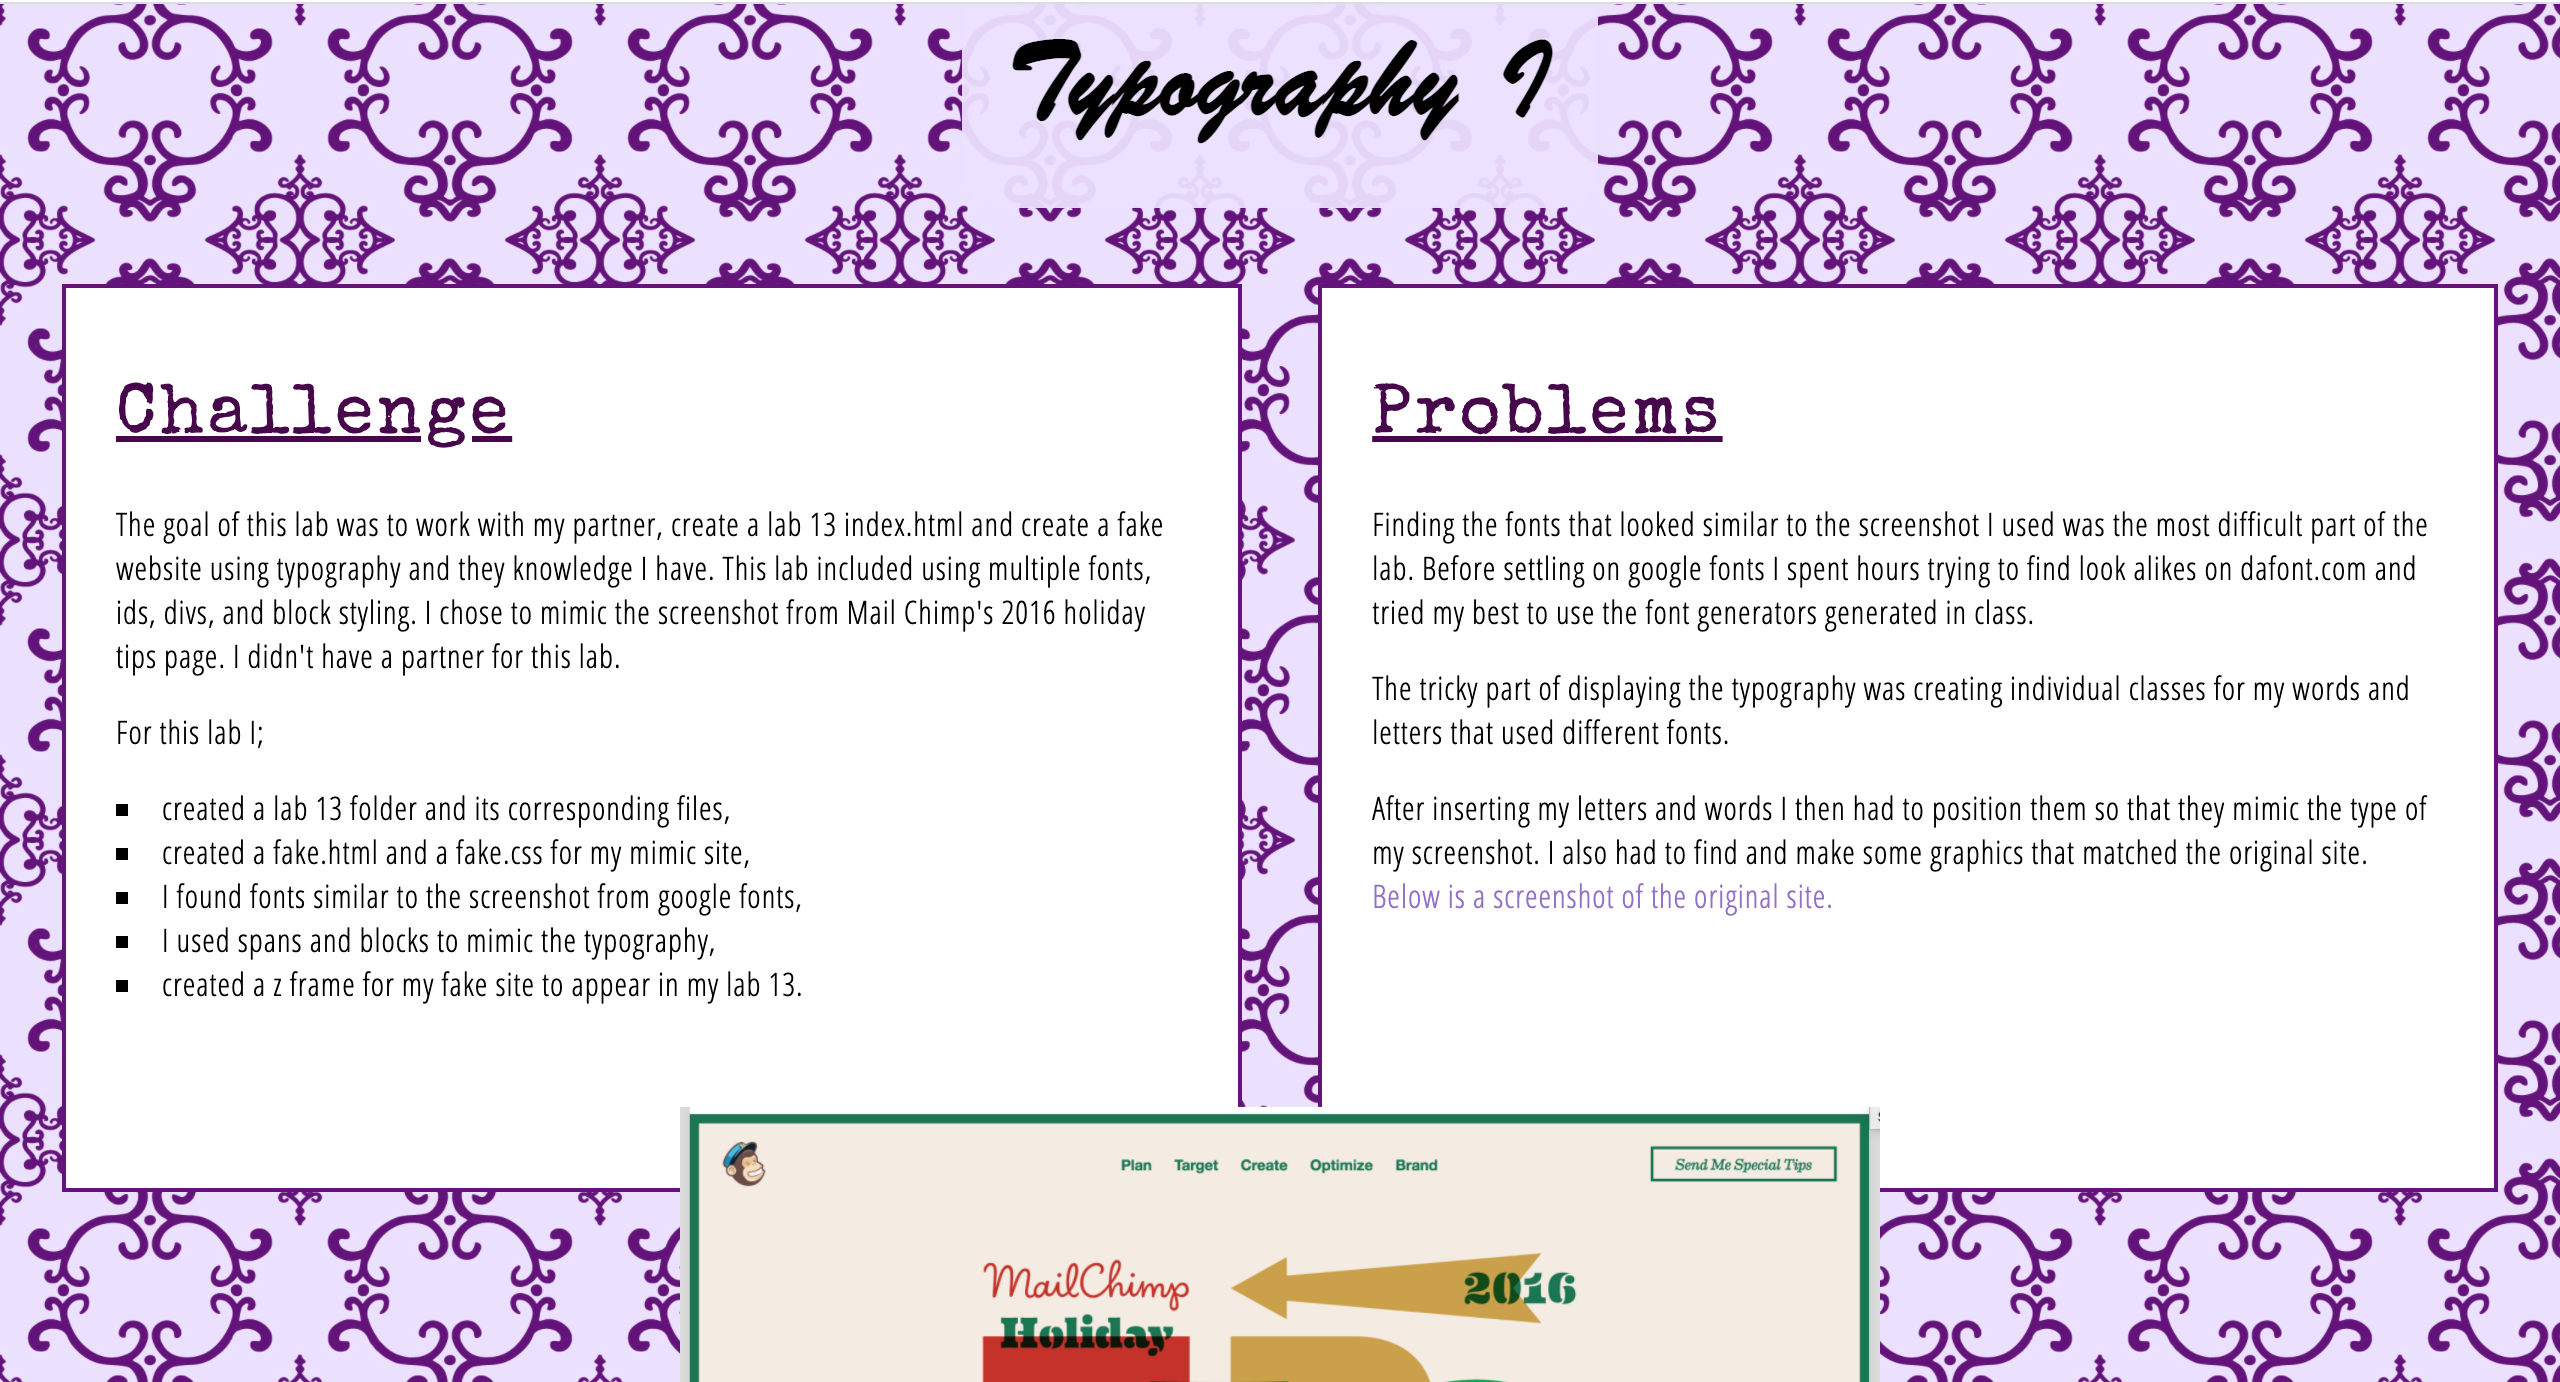 Typography I
Challenge
The goal of this lab was to work with my partner, create a lab 13 index.html and create a fake
website using typography and they knowledge I have. This lab included using multiple fonts,
ids, divs, and block styling. I chose to mimic the screenshot from Mail Chimp's 2016 holiday
tips page. I didn't have a partner for this lab.
For this lab I;
created a lab 13 folder and its corresponding files,
created a fake.html and a fake.css for my mimic site,
I found fonts similar to the screenshot from google fonts,
I used spans and blocks to mimic the typography,
created a z frame for my fake site to appear in my lab 13.
Problems
Finding the fonts that looked similar to the screenshot I used was the most difficult part of the
lab. Before settling on google fonts I spent hours trying to find look alikes on dafont.com and
tried my best to use the font generators generated in class.
The tricky part of displaying the typography was creating individual classes for my words and
letters that used different fonts.
After inserting my letters and words I then had to position them so that they mimic the type of
my screenshot. I also had to find and make some graphics that matched the original site.
Below is a screenshot of the original site.
Plan Target Create Optimize Brand
Send Me Special Tips
MailChimp
2016
Holiday